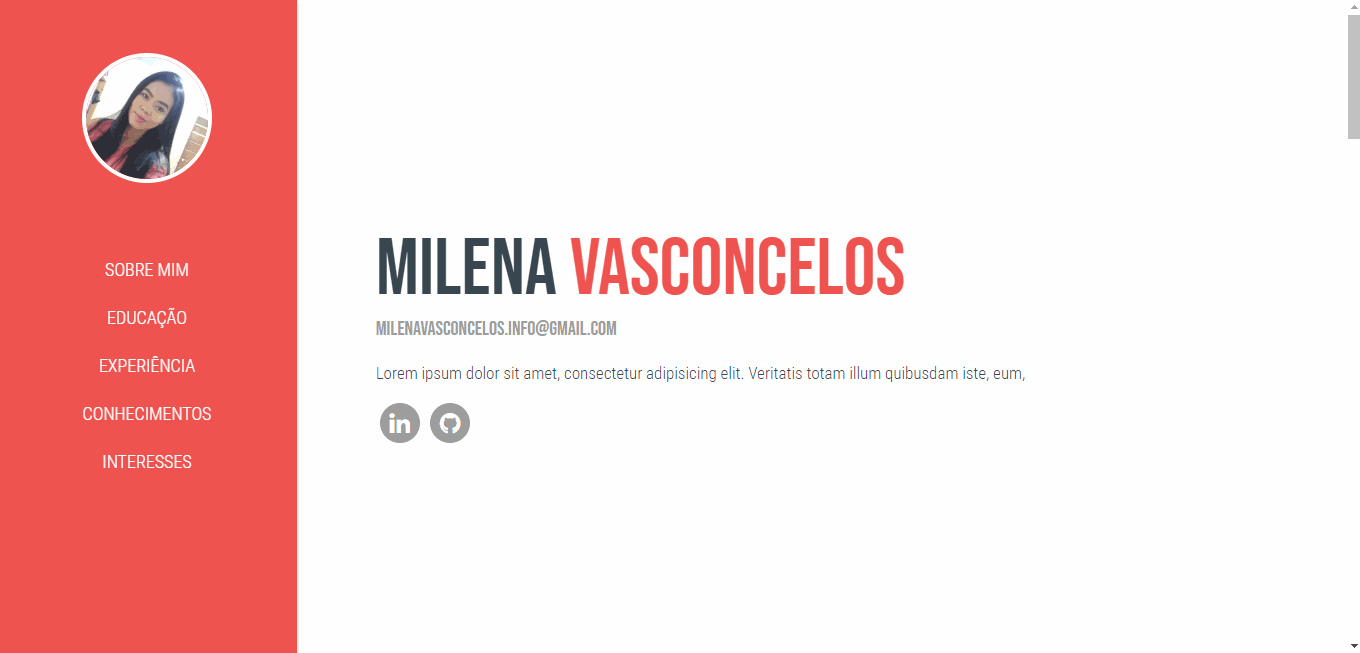 SOBRE MIM
EDUCAÇÃO
EXPERIÊNCIA
CONHECIMENTOS
INTERESSES
MILENA VASCONCELOS
MILENAVASCONCELOS.INFO@GMAIL.COM
Lorem ipsum dolor sit amet, consectetur adipisicing elit. Veritatis totam illum quibusdam iste, eum,
in